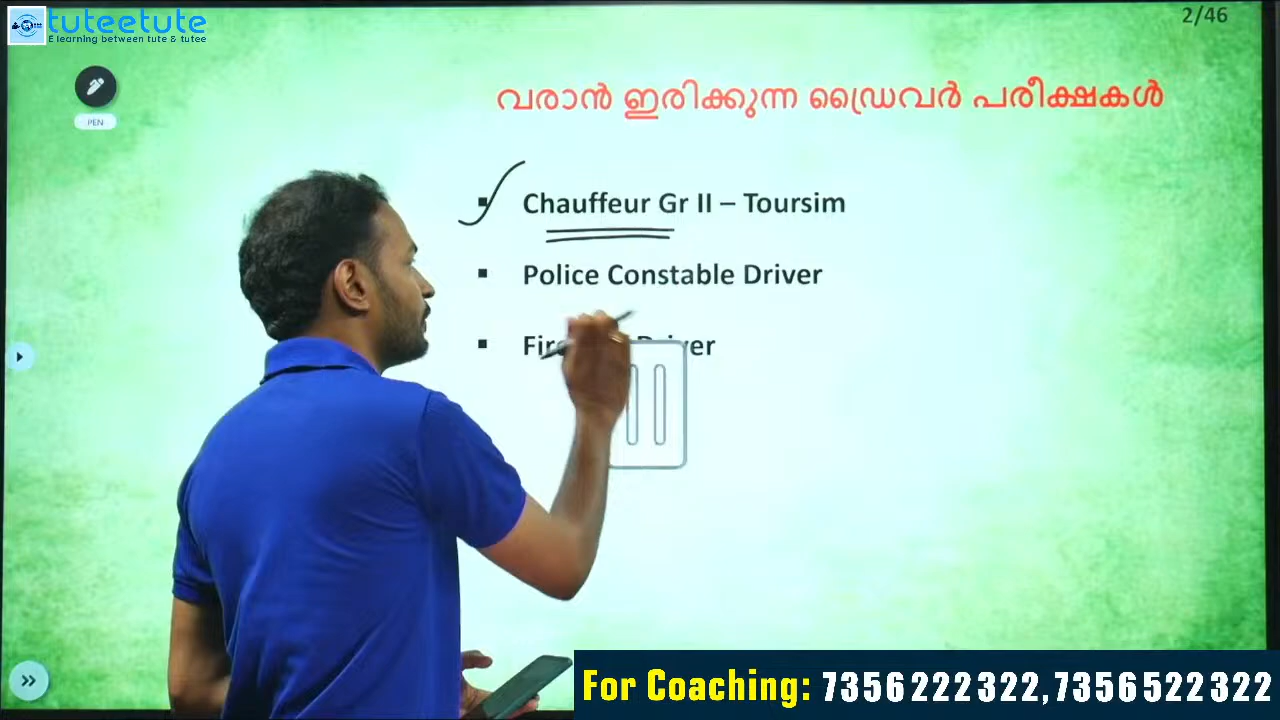 tuteetute
E learning between tute & tutee
2/46
PEN
വരാൻ ഇരിക്കുന്ന ഡ്രൈവർ പരീക്ഷകൾ
Chauffeur Gr II – Toursim
Police Constable Driver
Driver
For Coaching: 7356222322,7356522322